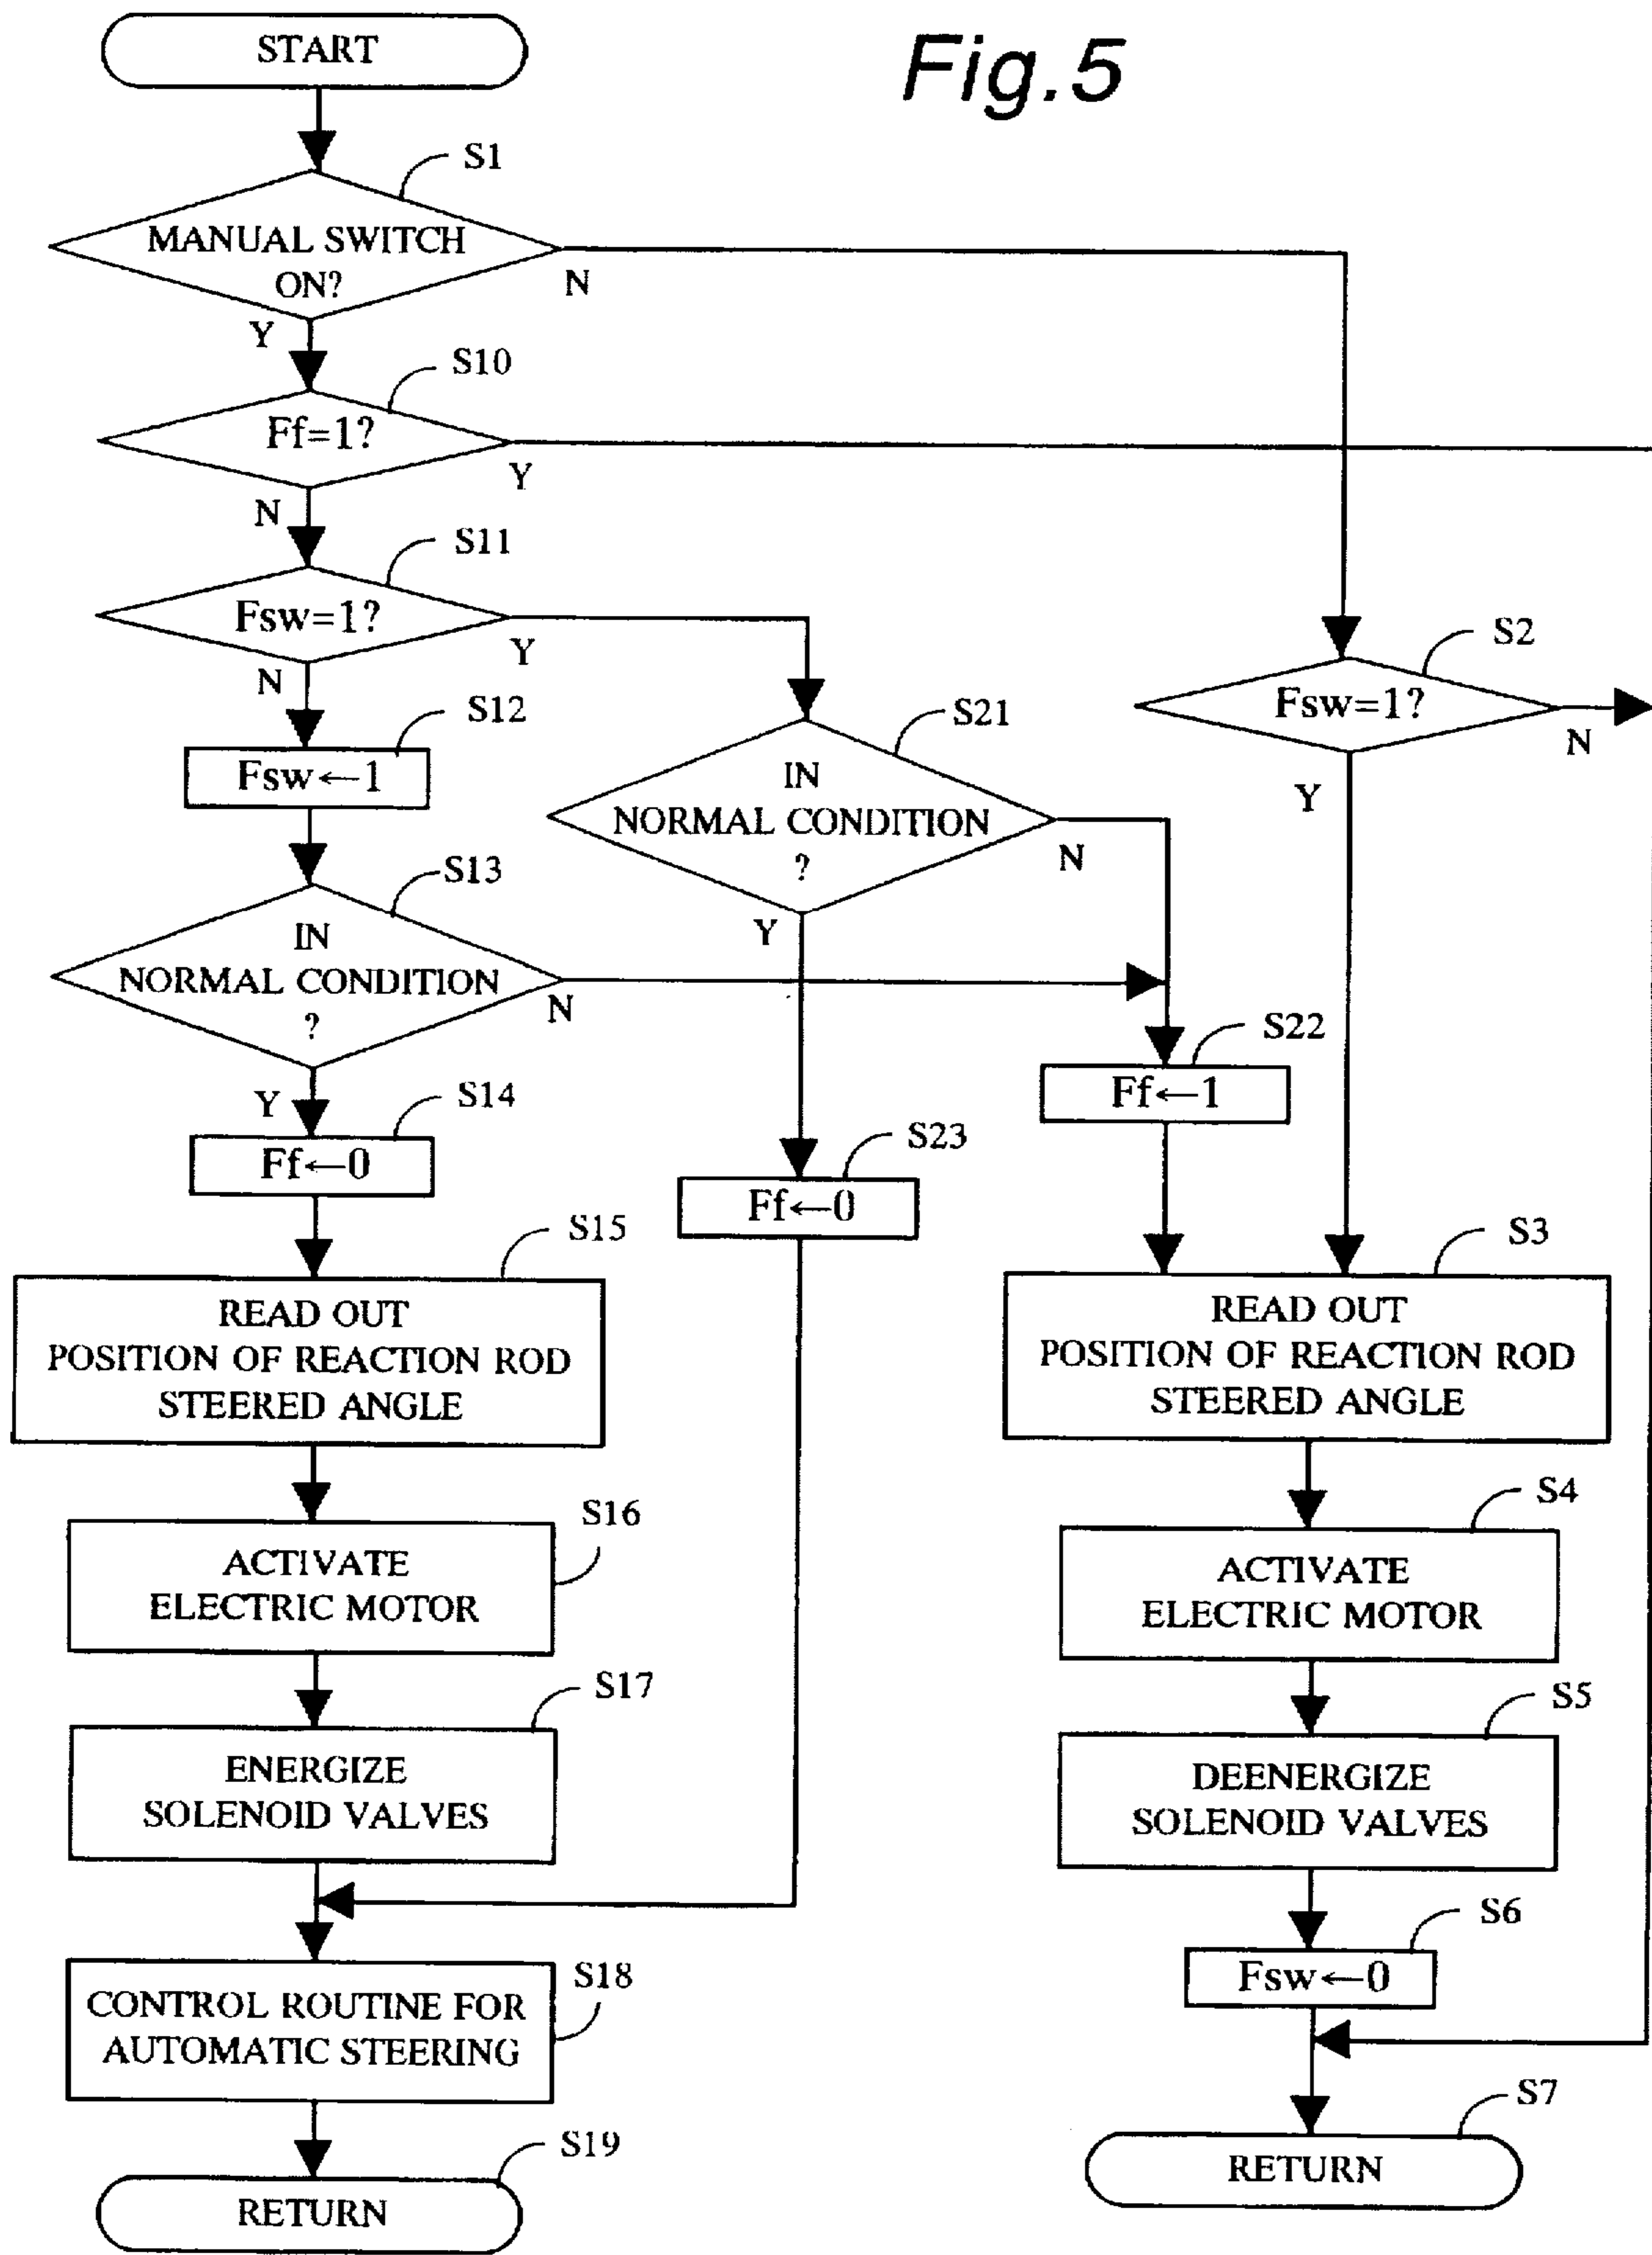 Fig.5
START
S1
MANUAL SWITCH
ON?
N
Y
S10
Ff=1?
Y
N
S11
Fsw=1?
Y
N
S2
Fsw=1?
N
Y
S12
Fsw←1
S21
IN
NORMAL CONDITION
?
N
Y
S13
IN
NORMAL CONDITION
?
N
Y
S22
Ff←1
S14
Ff←0
S23
Ff←0
S15
READ OUT
POSITION OF REACTION ROD
STEERED ANGLE
S3
READ OUT
POSITION OF REACTION ROD
STEERED ANGLE
S16
ACTIVATE
ELECTRIC MOTOR
S4
ACTIVATE
ELECTRIC MOTOR
S17
ENERGIZE
SOLENOID VALVES
S5
DEENERGIZE
SOLENOID VALVES
S6
Fsw←0
S18
CONTROL ROUTINE FOR
AUTOMATIC STEERING
S7
RETURN
S19
RETURN